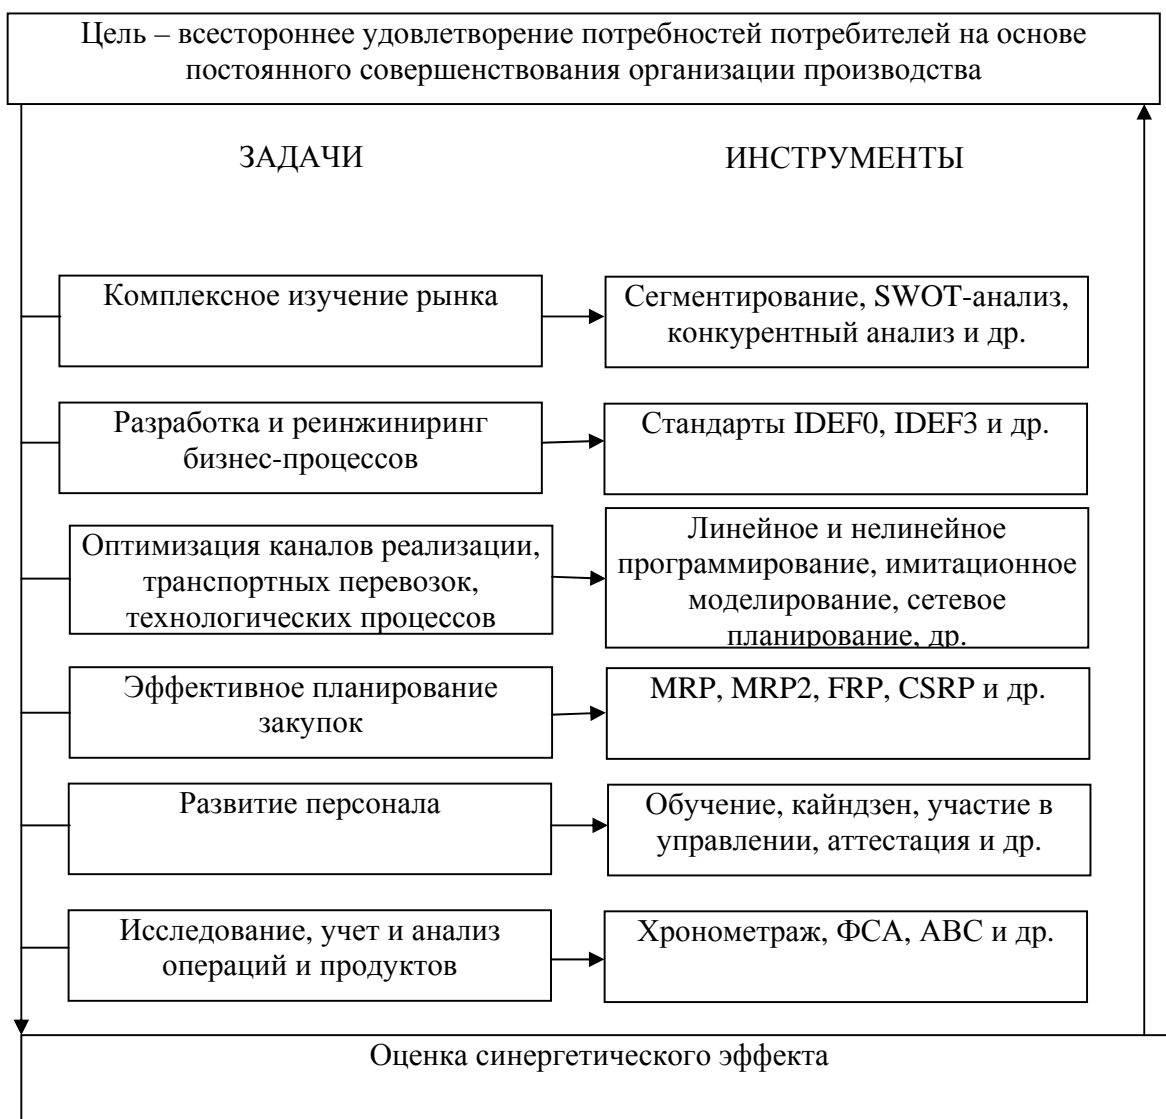 Цель – всестороннее удовлетворение потребностей потребителей на основе
постоянного совершенствования организации производства
ЗАДАЧИ
ИНСТРУМЕНТЫ
Комплексное изучение рынка
Сегментирование, SWOT-анализ,
конкурентный анализ и др.
Разработка и реинжиниринг
бизнес-процессов
Стандарты IDEF0, IDEF3 и др.
Оптимизация каналов реализации,
транспортных перевозок,
технологических процессов
Линейное и нелинейное
программирование, имитационное
моделирование, сетевое
планирование, др.
Эффективное планирование
закупок
MRP, MRP2, FRP, CSRP и др.
Развитие персонала
Обучение, кайндзен, участие в
управлении, аттестация и др.
Исследование, учет и анализ
операций и продуктов
Хронометраж, ФСА, АВС и др.
Оценка синергетического эффекта